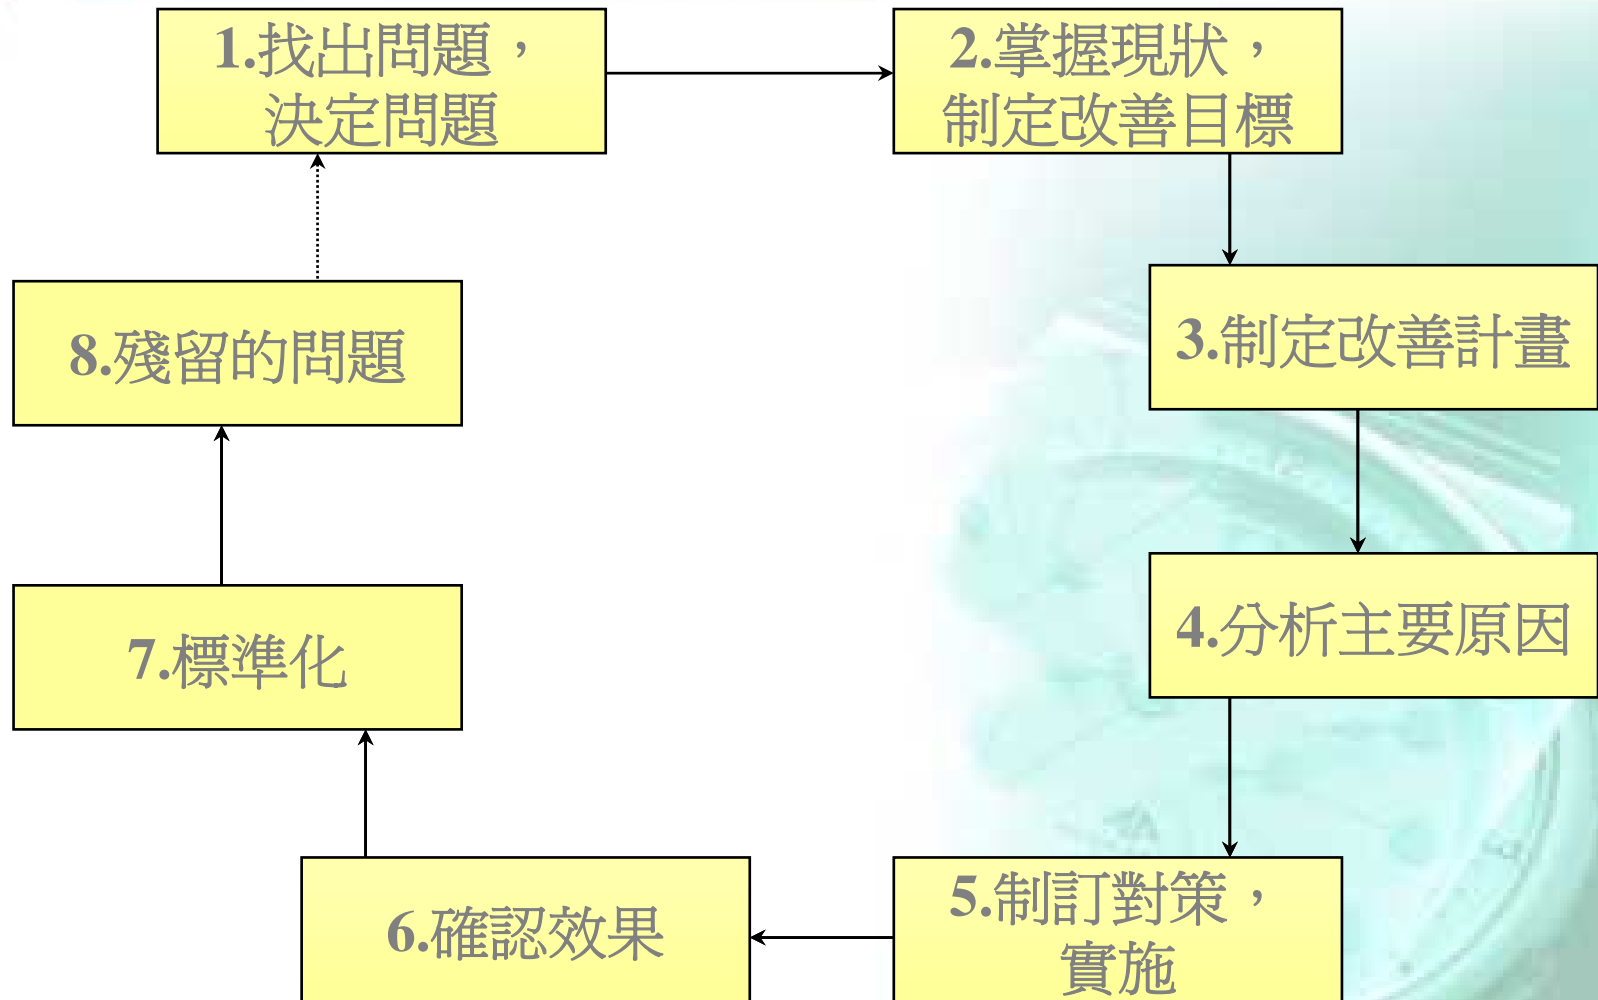 1.找出問題，
決定問題
2.掌握現狀，
制定改善目標
3.制定改善計畫
4.分析主要原因
5.制訂對策，
實施
6.確認效果
7.標準化
8.殘留的問題